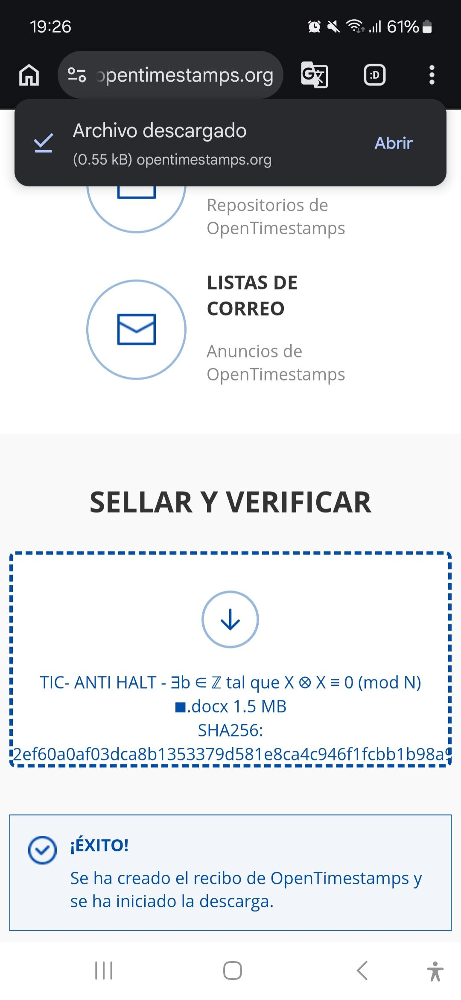 19:26
61%
opentimestamps.org
:D
Archivo descargado
Abrir
(0.55 kB) opentimestamps.org
Repositorios de
OpenTimestamps
LISTAS DE
CORREO
Anuncios de
OpenTimestamps
SELLAR Y VERIFICAR
TIC- ANTI HALT - ∃b ∈ ℤ tal que X ⊗ X ≡ 0 (mod N)
■.docx 1.5 MB
SHA256:
2ef60a0af03dca8b1353379d581e8ca4c946f1fcbb1b98a9
¡ÉXITO!
Se ha creado el recibo de OpenTimestamps y
se ha iniciado la descarga.